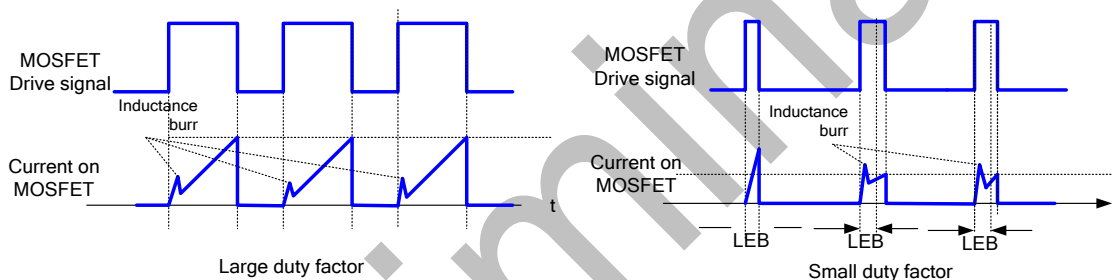 MOSFET
Drive signal
Inductance
burr
Current on
MOSFET
t
Large duty factor
MOSFET
Drive signal
Inductance
burr
Current on
MOSFET
LEB
LEB
LEB
Small duty factor